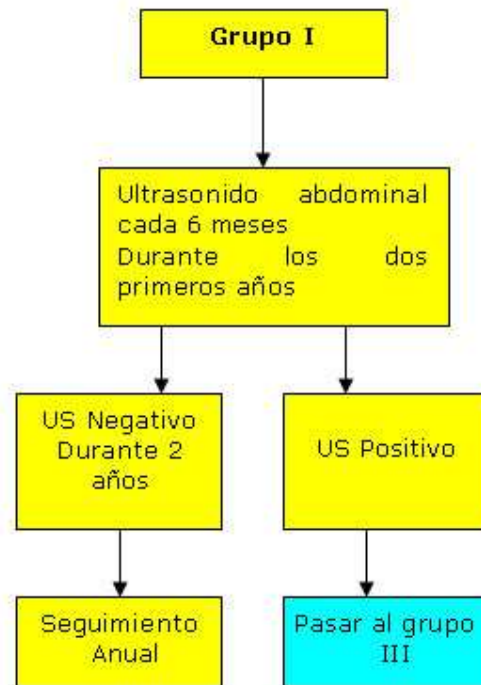 Grupo I
Ultrasonido abdominal
cada 6 meses
Durante los dos
primeros años
US Negativo
Durante 2
años
US Positivo
Seguimiento
Anual
Pasar al grupo
III